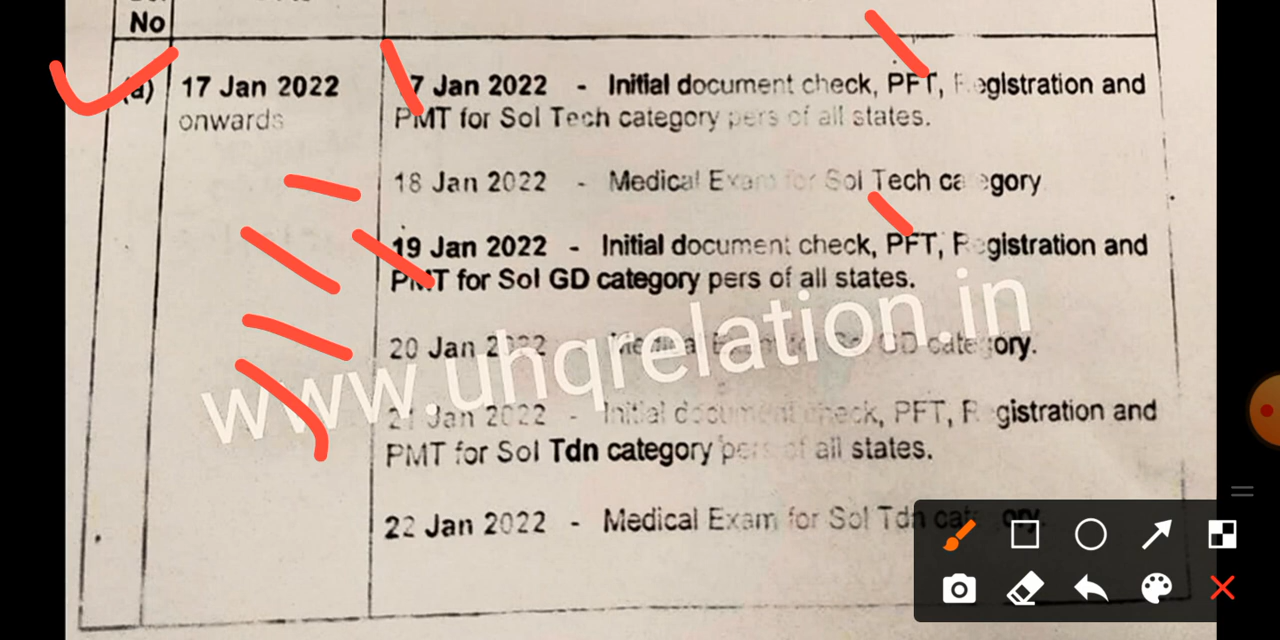 No
(a) 17 Jan 2022 7 Jan 2022 - Initial document check, PFT, Registration and
onwards PMT for Sol Tech category pers of all states.
18 Jan 2022 - Medical Exam for Sol Tech category
19 Jan 2022 - Initial document check, PFT, Registration and
PMT for Sol GD category pers of all states.
20 Jan 2022 Medical Exam for Sol GD category.
www.uhqrelation.in
21 Jan 2022 - Initial document check, PFT, Registration and
PMT for Sol Tdn category pers of all states.
22 Jan 2022 - Medical Exam for Sol Tdn category.